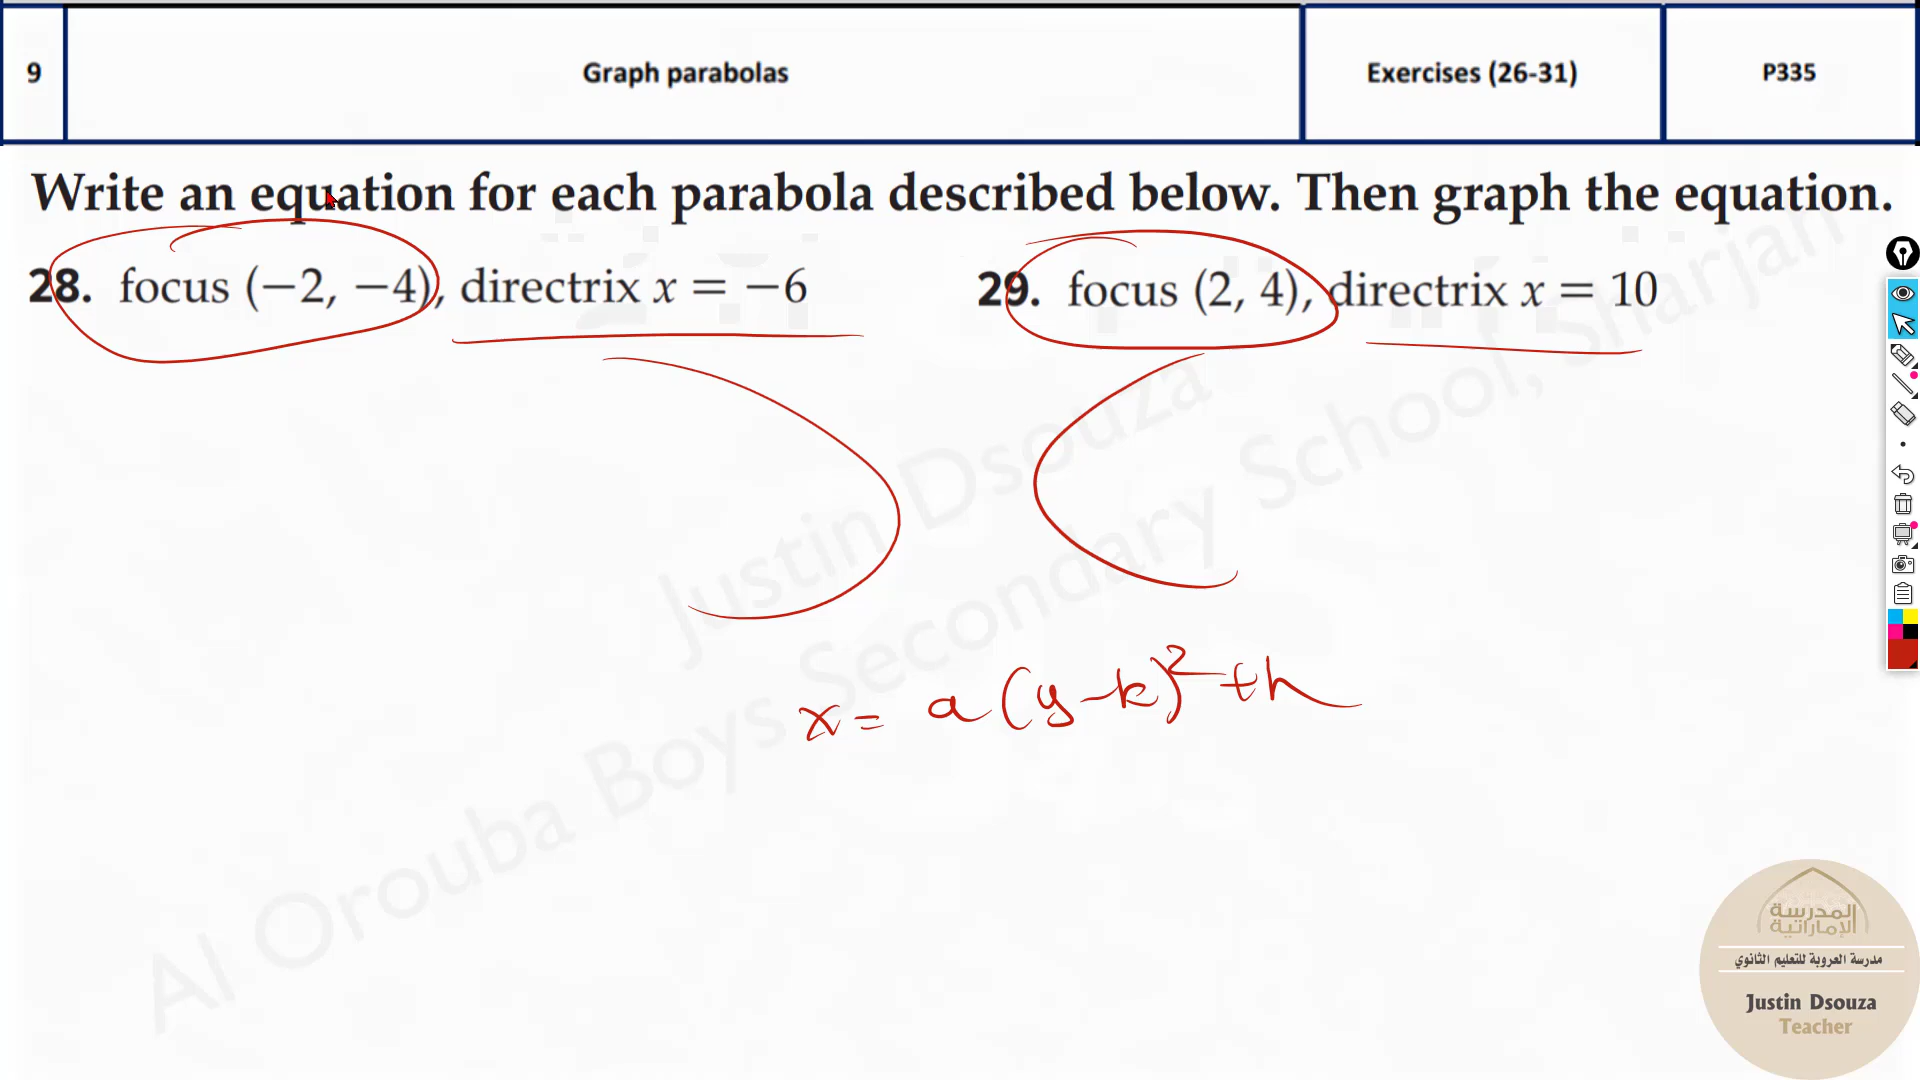 9 Graph parabolas Exercises (26-31) P335
Write an equation for each parabola described below. Then graph the equation.
28. focus (−2, −4), directrix x = −6
29. focus (2, 4), directrix x = 10
x = a(y-k)² + h
Justin Dsouza
Al Orouba Boys Secondary School, Sharjah
المدرسة
الإماراتية
مدرسة العروبة للتعليم الثانوي
Justin Dsouza
Teacher